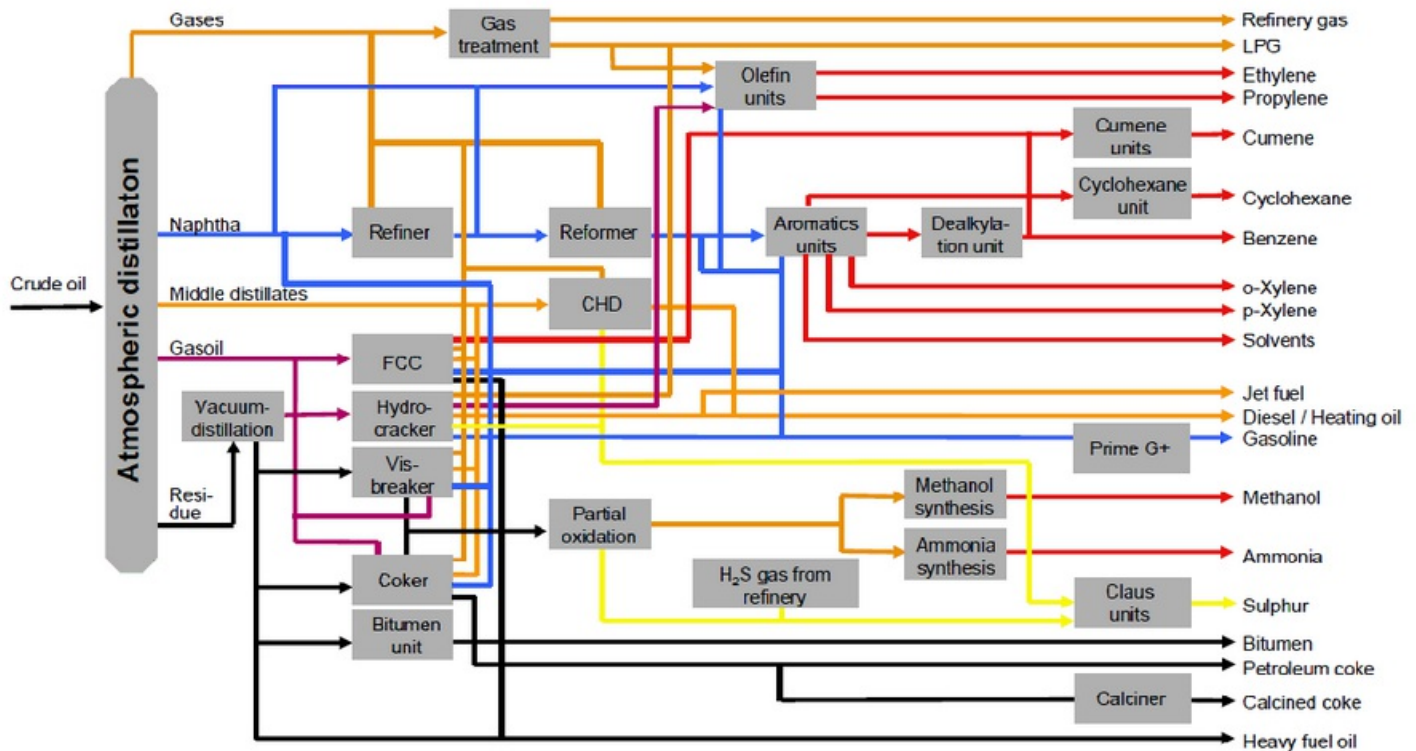 Gases
Gas
treatment
Refinery gas
LPG
Olefin
units
Ethylene
Propylene
Cumene
units
Cumene
Cyclohexane
unit
Cyclohexane
Atmospheric distillaton
Naphtha
Refiner
Reformer
Aromatics
units
Dealkyla-
tion unit
Benzene
Crude oil
Middle distillates
CHD
o-Xylene
p-Xylene
Solvents
Gasoil
FCC
Vacuum-
distillation
Hydro-
cracker
Jet fuel
Diesel / Heating oil
Gasoline
Prime G+
Vis-
breaker
Resi-
due
Partial
oxidation
Methanol
synthesis
Methanol
Ammonia
synthesis
Ammonia
Coker
H₂S gas from
refinery
Claus
units
Sulphur
Bitumen
unit
Bitumen
Petroleum coke
Calciner
Calcined coke
Heavy fuel oil